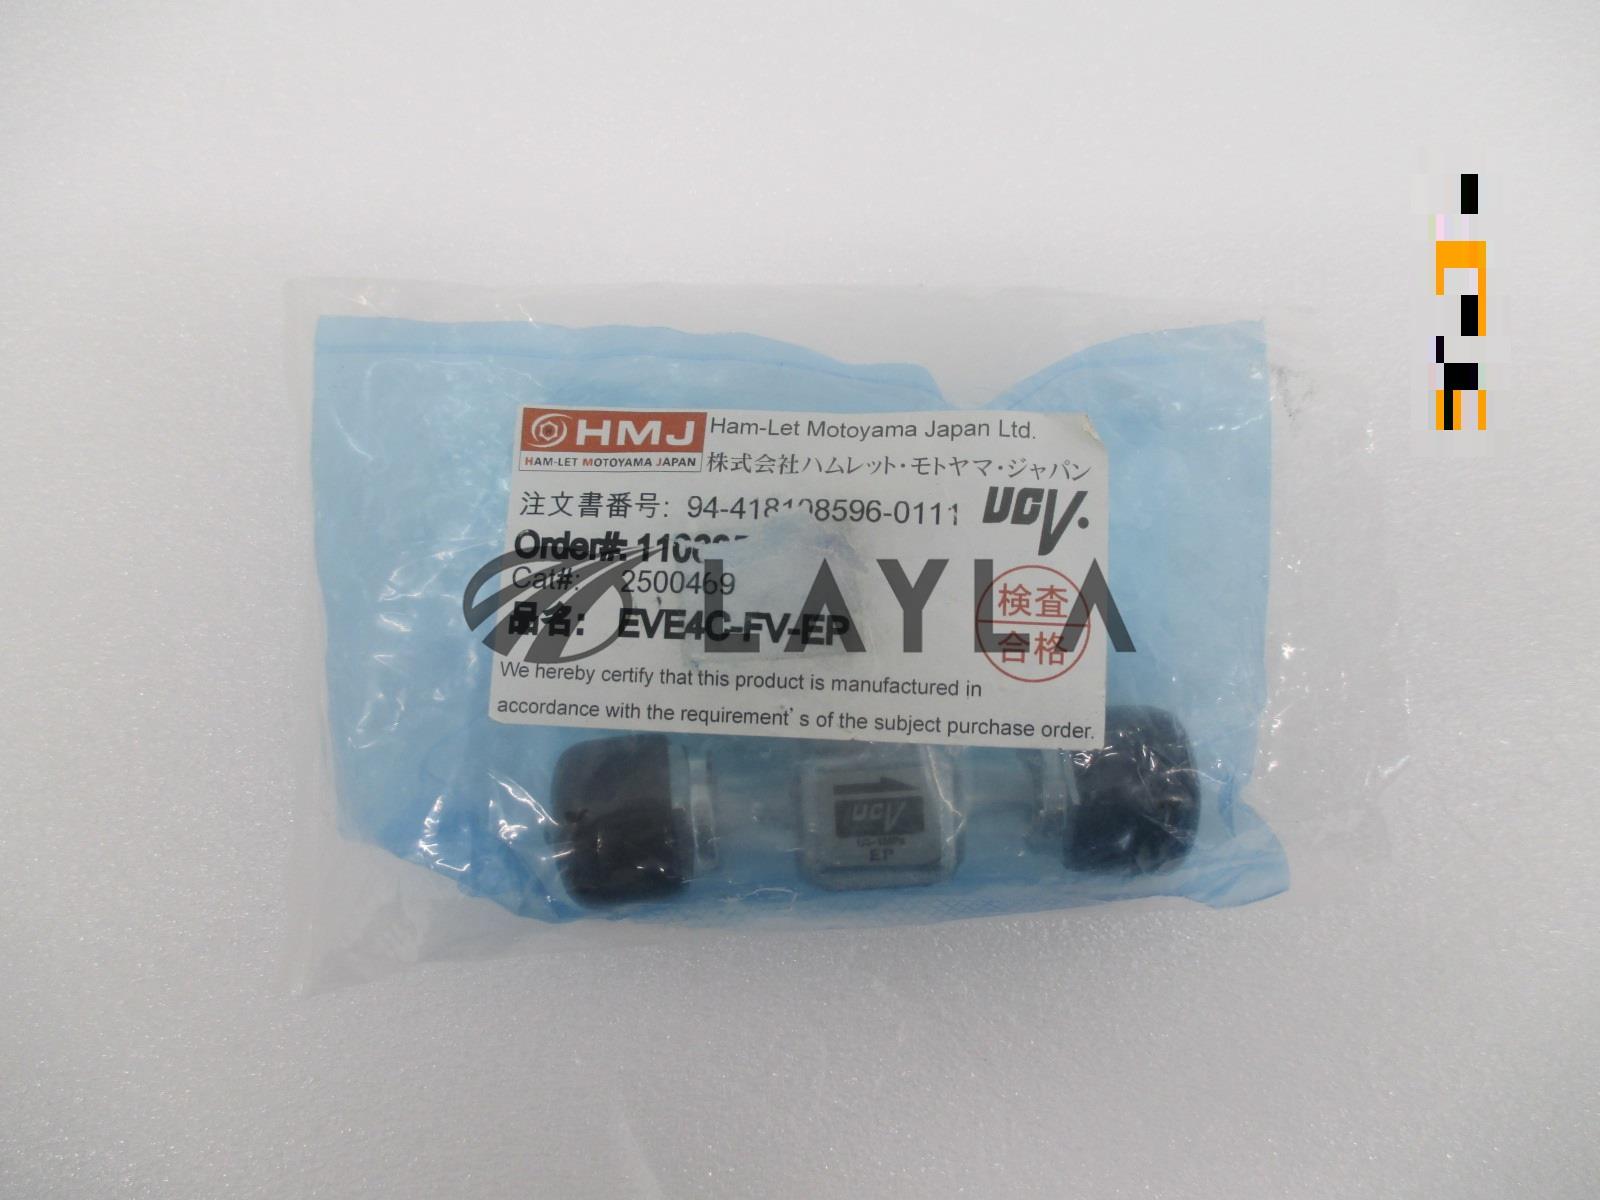 HMJ
HAM-LET MOTOYAMA JAPAN
Ham-Let Motoyama Japan Ltd.
株式会社ハムレット・モトヤマ・ジャパン
注文書番号: 94-418108596-0111
UCV.
Order#:
Cat#: 2500469
品名: EVE4C-FV-EP
LAYLA
検査
合格
We hereby certify that this product is manufactured in
accordance with the requirement's of the subject purchase order.
UCV
EP